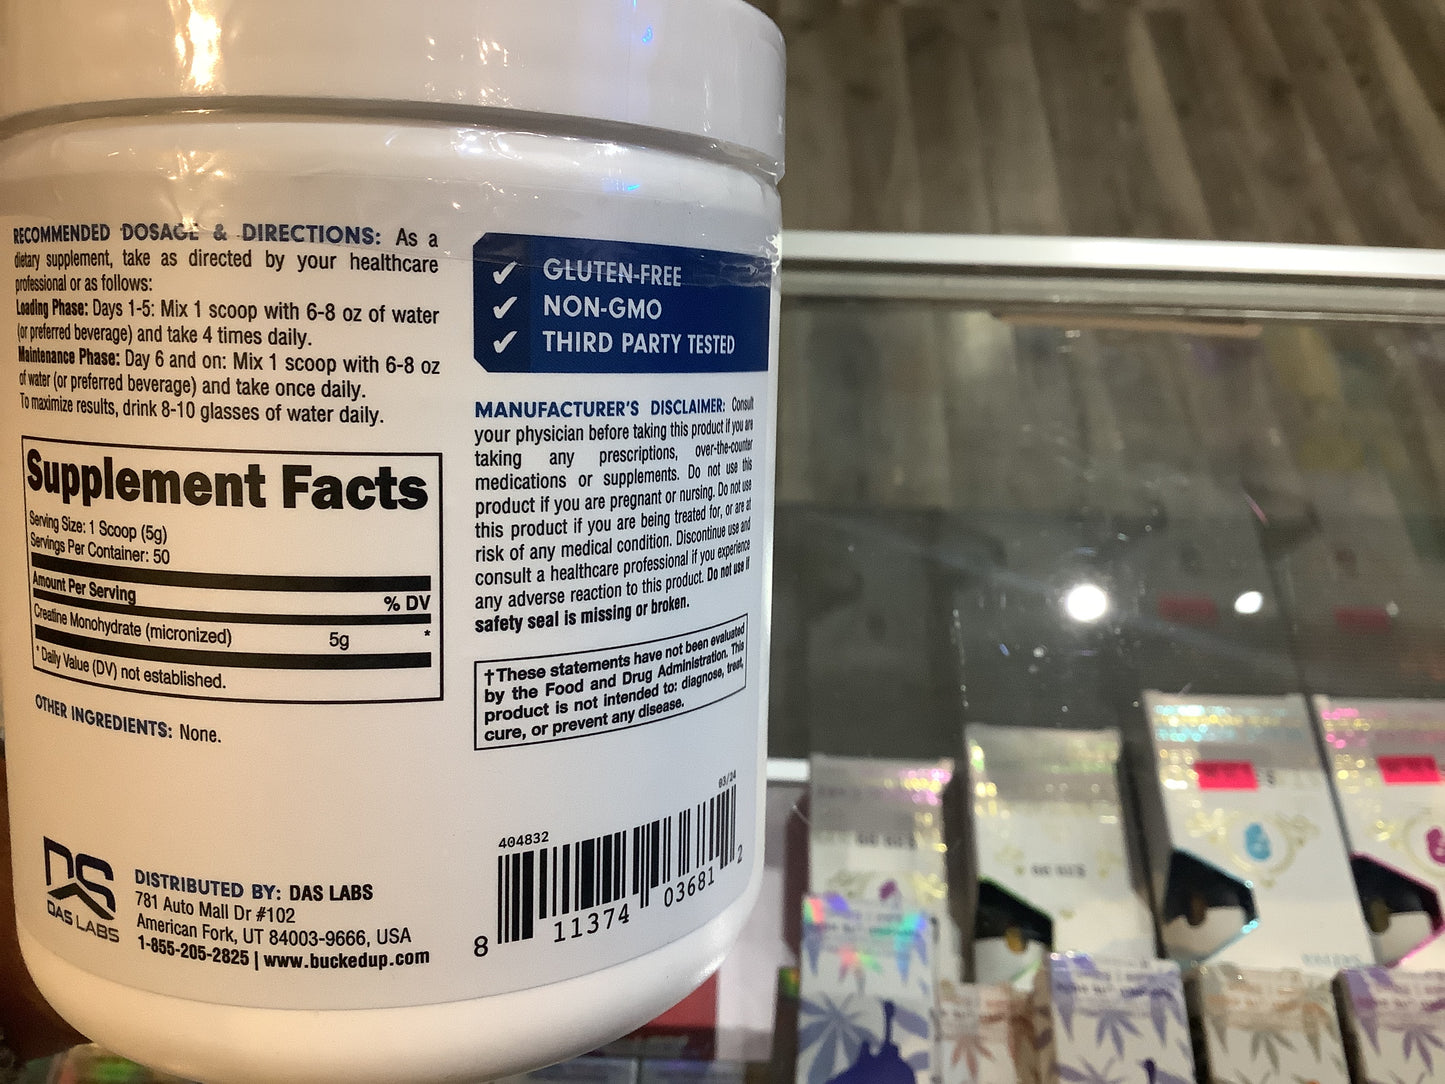 RECOMMENDED DOSAGE & DIRECTIONS: As a
dietary supplement, take as directed by your healthcare
professional or as follows:
Loading Phase: Days 1-5: Mix 1 scoop with 6-8 oz of water
(or preferred beverage) and take 4 times daily.
Maintenance Phase: Day 6 and on: Mix 1 scoop with 6-8 oz
of water (or preferred beverage) and take once daily.
To maximize results, drink 8-10 glasses of water daily.
Supplement Facts
Serving Size: 1 Scoop (5g)
Servings Per Container: 50
Amount Per Serving % DV
Creatine Monohydrate (micronized) 5g *
* Daily Value (DV) not established.
OTHER INGREDIENTS: None.
DS
DAS LABS
DISTRIBUTED BY: DAS LABS
781 Auto Mall Dr #102
American Fork, UT 84003-9666, USA
1-855-205-2825 | www.buckedup.com
✓ GLUTEN-FREE
✓ NON-GMO
✓ THIRD PARTY TESTED
MANUFACTURER'S DISCLAIMER: Consult
your physician before taking this product if you are
taking any prescriptions, over-the-counter
medications or supplements. Do not use this
product if you are pregnant or nursing. Do not use
this product if you are being treated for, or are at
risk of any medical condition. Discontinue use and
consult a healthcare professional if you experience
any adverse reaction to this product. Do not use if
safety seal is missing or broken.
†These statements have not been evaluated
by the Food and Drug Administration. This
product is not intended to: diagnose, treat,
cure, or prevent any disease.
03/24
404832
8 11374 03681 2